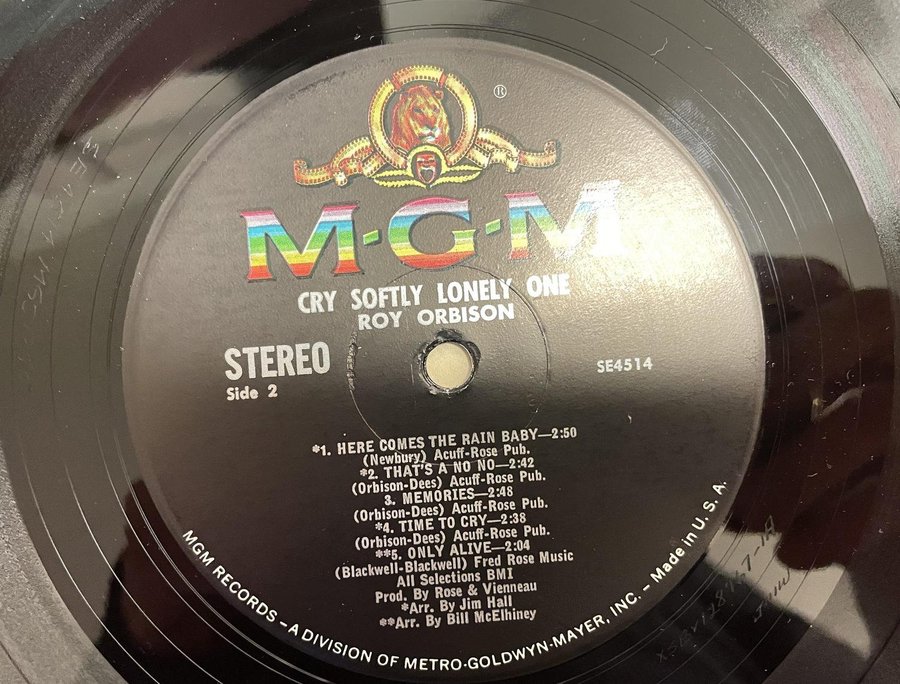 ®
M·G·M
CRY SOFTLY LONELY ONE
ROY ORBISON
STEREO
Side 2
SE4514
*1. HERE COMES THE RAIN BABY—2:50
(Newbury) Acuff-Rose Pub.
*2. THAT'S A NO NO—2:42
(Orbison-Dees) Acuff-Rose Pub.
3. MEMORIES—2:48
(Orbison-Dees) Acuff-Rose Pub.
*4. TIME TO CRY—2:38
(Orbison-Dees) Acuff-Rose Pub.
**5. ONLY ALIVE—2:04
(Blackwell-Blackwell) Fred Rose Music
All Selections BMI
Prod. By Rose & Vienneau
*Arr. By Jim Hall
**Arr. By Bill McElhiney
MGM RECORDS – A DIVISION OF METRO-GOLDWYN-MAYER, INC. – Made in U. S. A.